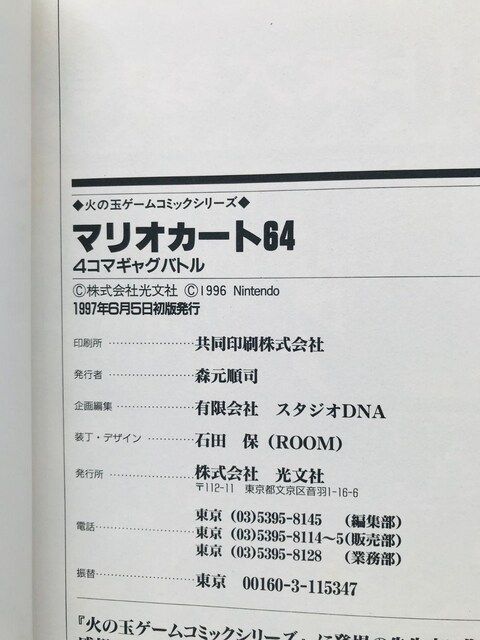 ◆火の玉ゲームコミックシリーズ◆
マリオカート64
4コマギャグバトル
©株式会社光文社 ©1996 Nintendo
1997年6月5日初版発行
印刷所 ………………… 共同印刷株式会社
発行者 ………………… 森元順司
企画編集 ……………… 有限会社 スタジオDNA
装丁・デザイン ……… 石田 保(ROOM)
発行所 ………………… 株式会社 光文社
〒112-11 東京都文京区音羽1-16-6
電話 …………………… 東京 (03)5395-8145 (編集部)
東京 (03)5395-8114〜5(販売部)
東京 (03)5395-8128 (業務部)
振替 …………………… 東京 00160-3-115347
『火の玉ゲームコミックシリーズ』に登場の先生